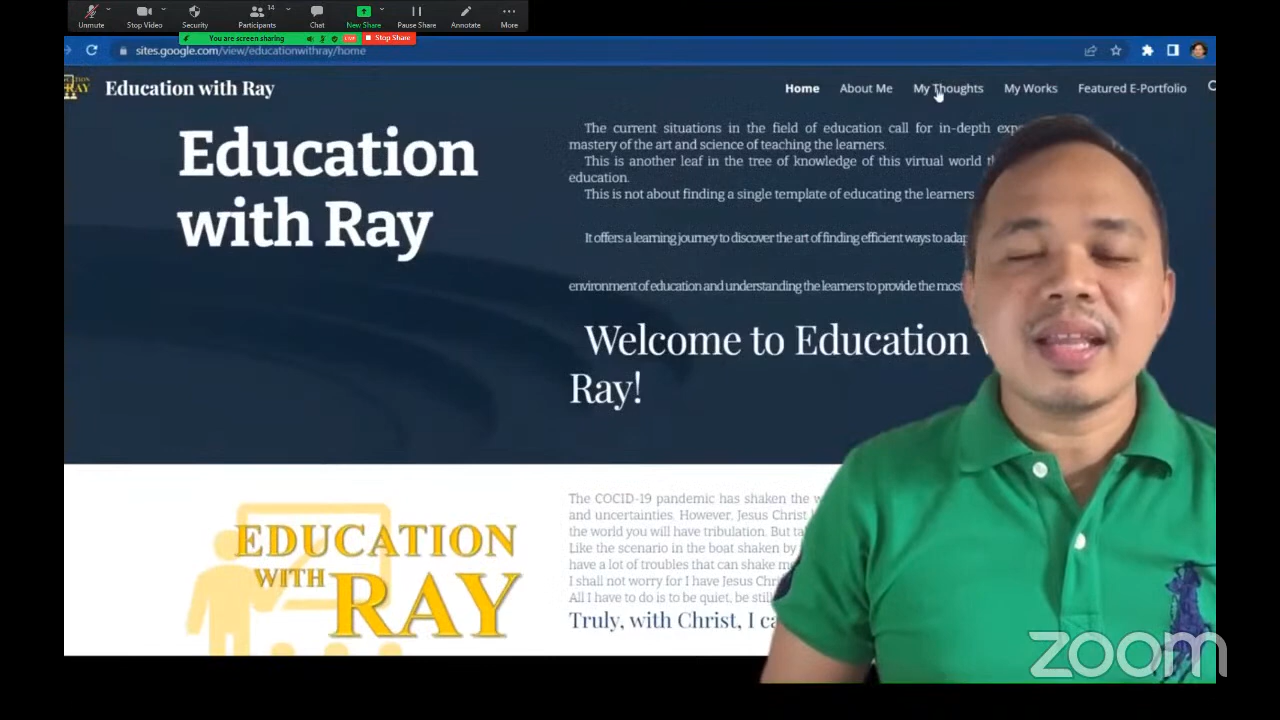 Unmute
Stop Video
Security
Participants
14
Chat
New Share
Pause Share
Annotate
More
You are screen sharing
LIVE
Stop Share
sites.google.com/view/educationwithray/home
Education with Ray
Home
About Me
My Thoughts
My Works
Featured E-Portfolio
Education
with Ray
The current situations in the field of education call for in-depth
mastery of the art and science of teaching the learners.
This is another leaf in the tree of knowledge of this virtual world
education.
This is not about finding a single template of educating the learners
It offers a learning journey to discover the art of finding efficient ways to
environment of education and understanding the learners to provide the most
Welcome to Education
Ray!
EDUCATION
WITH RAY
The COCID-19 pandemic has shaken the
and uncertainties. However, Jesus Christ
the world you will have tribulation. But
Like the scenario in the boat shaken by
have a lot of troubles that can shake
I shall not worry for I have Jesus
All I have to do is to be quiet, be
Truly, with Christ, I
zoom